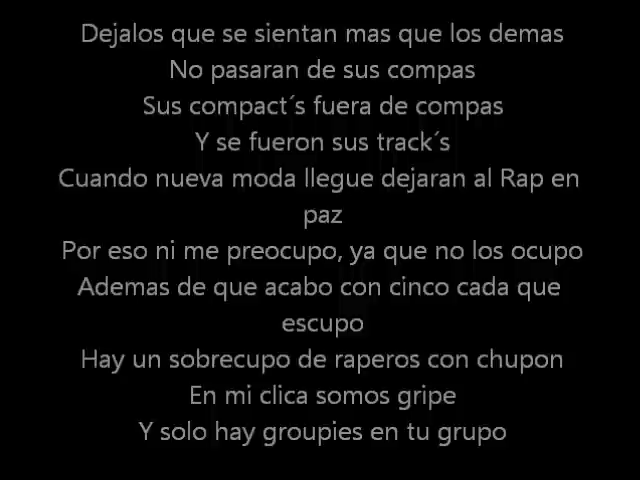 Dejalos que se sientan mas que los demas
No pasaran de sus compas
Sus compact´s fuera de compas
Y se fueron sus track´s
Cuando nueva moda llegue dejaran al Rap en
paz
Por eso ni me preocupo, ya que no los ocupo
Ademas de que acabo con cinco cada que
escupo
Hay un sobrecupo de raperos con chupon
En mi clica somos gripe
Y solo hay groupies en tu grupo